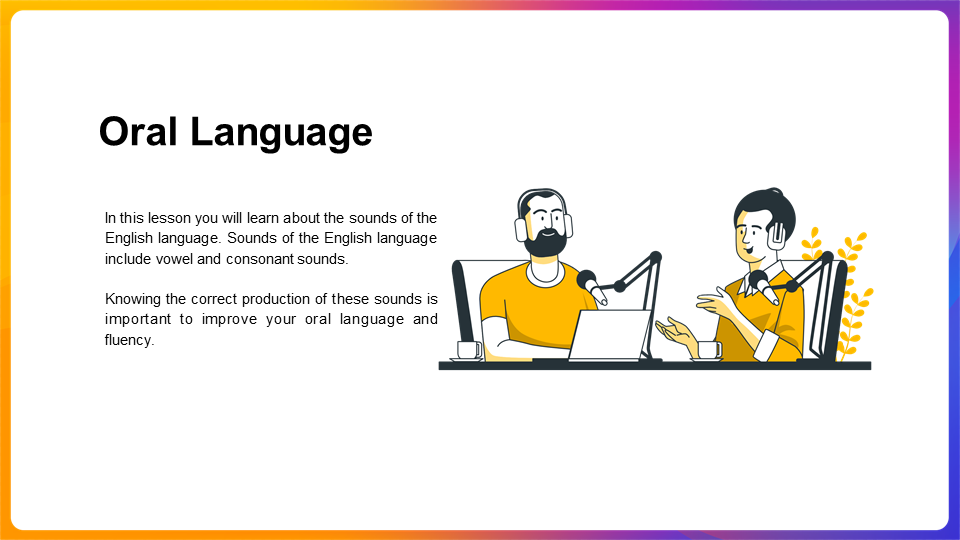 Oral Language
In this lesson you will learn about the sounds of the
English language. Sounds of the English language
include vowel and consonant sounds.
Knowing the correct production of these sounds is
important to improve your oral language and
fluency.